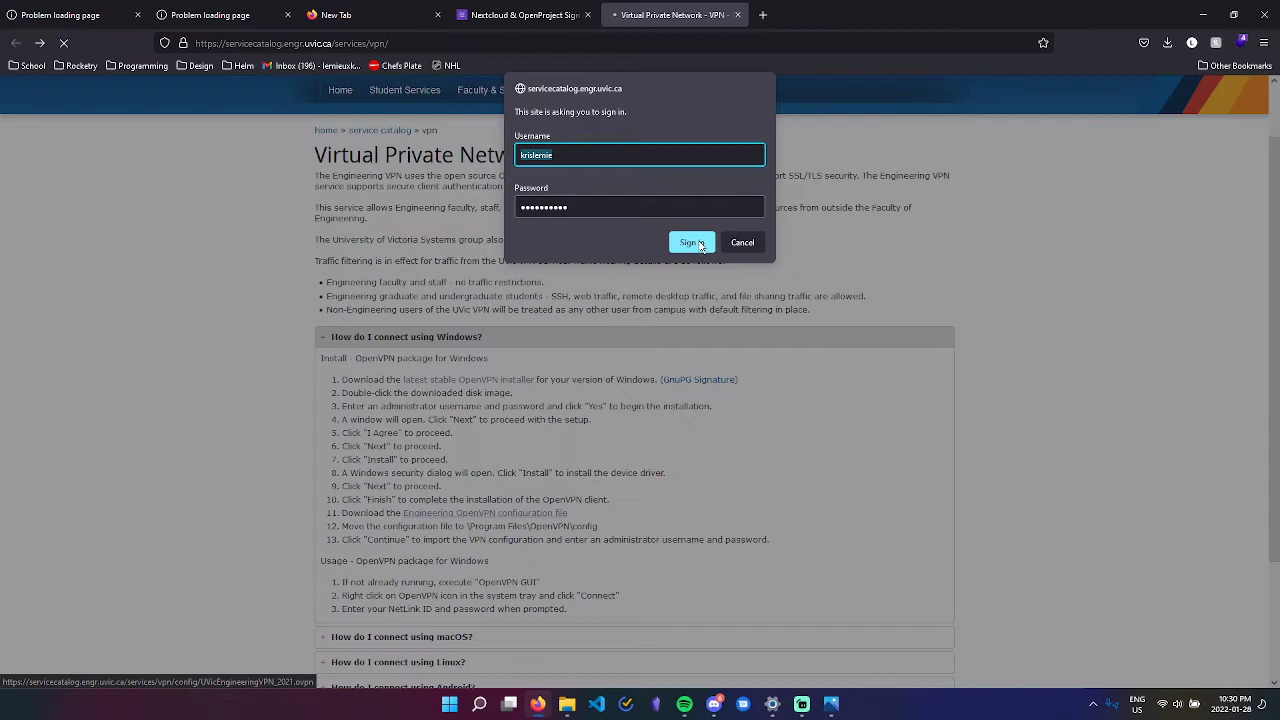 Problem loading page
Problem loading page
New Tab
Netcloud & Open Signup
Virtual Private Network - VPN -
https://servicecatalog.engr.uvic.ca/services/vpn/
School
Rocketry
Programming
Design
Helm
Inbox (196) - lemieuxk...
Chefs Plate
NHL
Other Bookmarks
Home
Student Services
Faculty & S
servicecatalog.engr.uvic.ca
This site is asking you to sign in.
Username
krislemie
Password
Sign in
Cancel
home » service catalog » vpn
Virtual Private Netw
The Engineering VPN uses the open source O
ort SSL/TLS security. The Engineering VPN
service supports secure client authentication
This service allows Engineering faculty, staff,
ources from outside the Faculty of
Engineering.
The University of Victoria Systems group also
Traffic filtering is in effect for traffic from the
• Engineering faculty and staff - no traffic restrictions.
• Engineering graduate and undergraduate students - SSH, web traffic, remote desktop traffic, and file sharing traffic are allowed.
• Non-Engineering users of the UVic VPN will be treated as any other user from campus with default filtering in place.
− How do I connect using Windows?
Install - OpenVPN package for Windows
1. Download the latest stable OpenVPN installer for your version of Windows. (GnuPG Signature)
2. Double-click the downloaded disk image.
3. Enter an administrator username and password and click "Yes" to begin the installation.
4. A window will open. Click "Next" to proceed with the setup.
5. Click "I Agree" to proceed.
6. Click "Next" to proceed.
7. Click "Install" to proceed.
8. A Windows security dialog will open. Click "Install" to install the device driver.
9. Click "Next" to proceed.
10. Click "Finish" to complete the installation of the OpenVPN client.
11. Download the Engineering OpenVPN configuration file
12. Move the configuration file to \Program Files\OpenVPN\config
13. Click "Continue" to import the VPN configuration and enter an administrator username and password.
Usage - OpenVPN package for Windows
1. If not already running, execute "OpenVPN GUI"
2. Right click on OpenVPN icon in the system tray and click "Connect"
3. Enter your NetLink ID and password when prompted.
+ How do I connect using macOS?
+ How do I connect using Linux?
+ How do I connect using Android?
https://servicecatalog.engr.uvic.ca/services/vpn/config/UVicEngineeringVPN_2021.ovpn
ENG
US
10:30 PM
2022-01-28